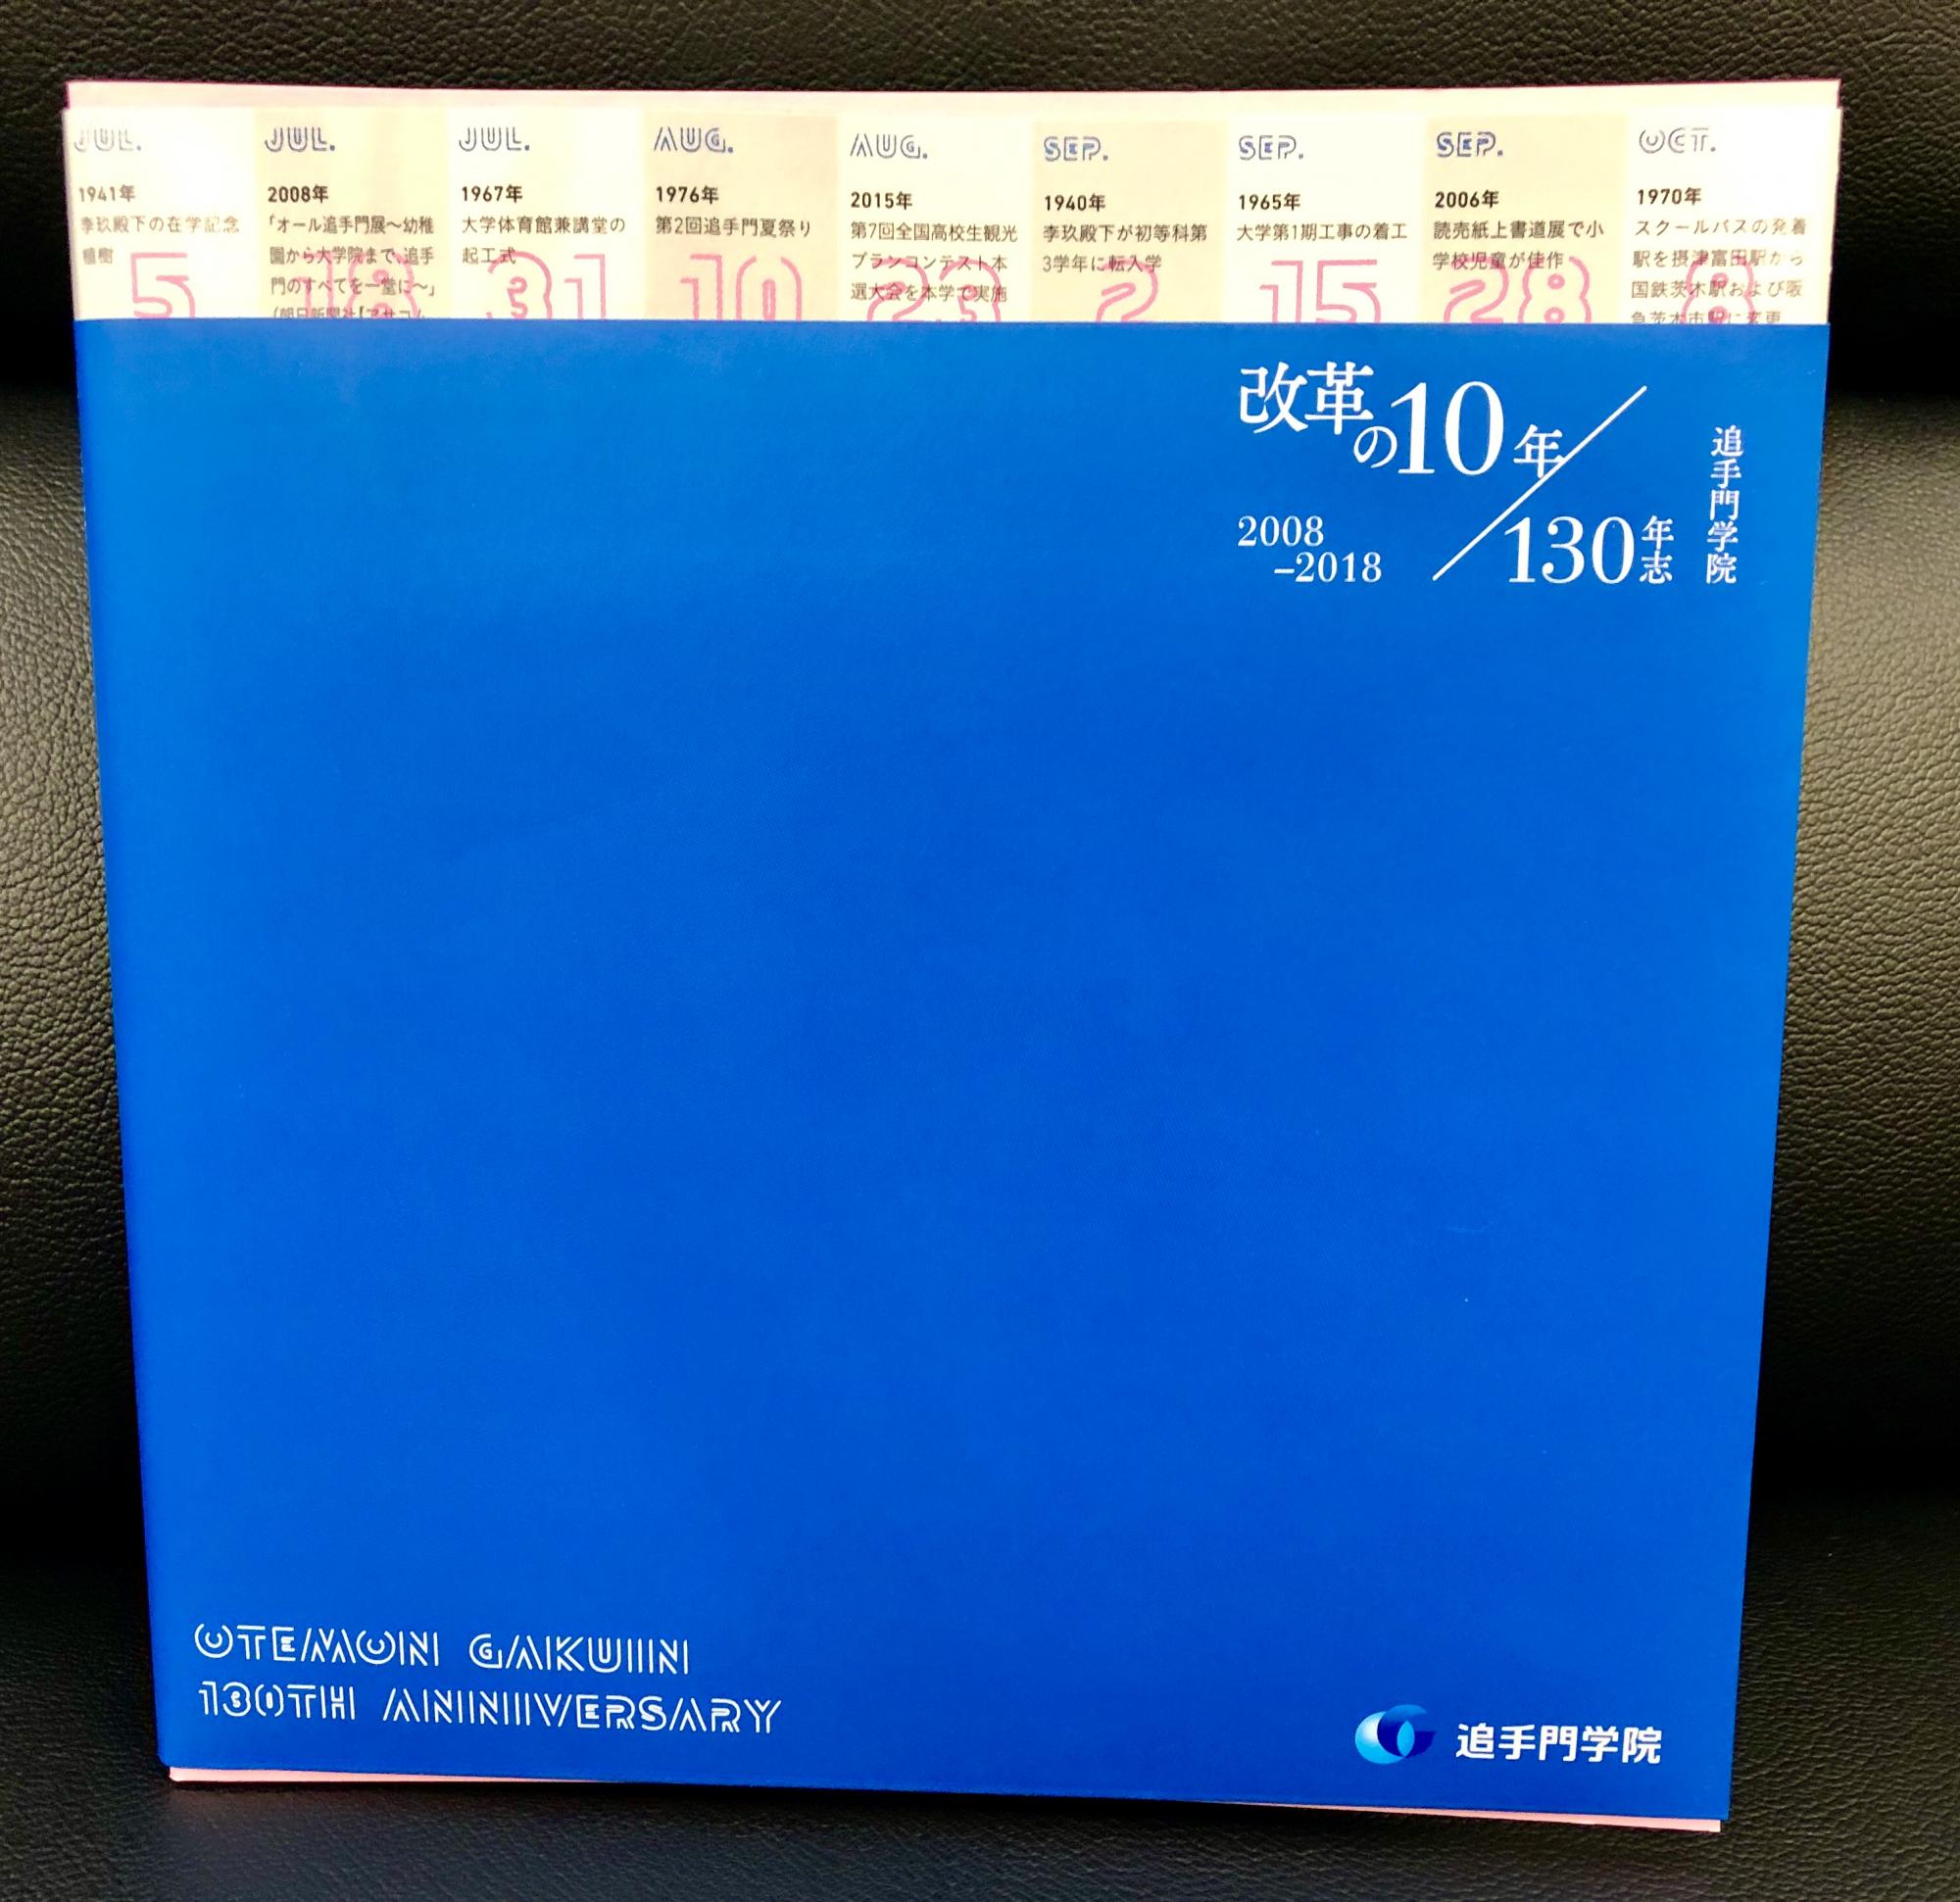 JUL.
1941年
李玖殿下の在学記念
植樹
5
JUL.
2008年
「オール追手門展〜幼稚
園から大学院まで、追手
門のすべてを一堂に〜」
18
JUL.
1967年
大学体育館兼講堂の
起工式
31
AUG.
1976年
第2回追手門夏祭り
10
AUG.
2015年
第7回全国高校生観光
プランコンテスト本
選大会を本学で実施
23
SEP.
1940年
李玖殿下が初等科第
3学年に転入学
2
SEP.
1965年
大学第1期工事の着工
15
SEP.
2006年
読売紙上書道展で小
学校児童が佳作
28
OCT.
1970年
スクールバスの発着
駅を摂津富田駅から
国鉄茨木駅および阪
急茨木市駅に変更
改革の10年/
130年志
2008
–2018
追手門学院
OTEMON GAKUIN
130TH ANNIVERSARY
追手門学院